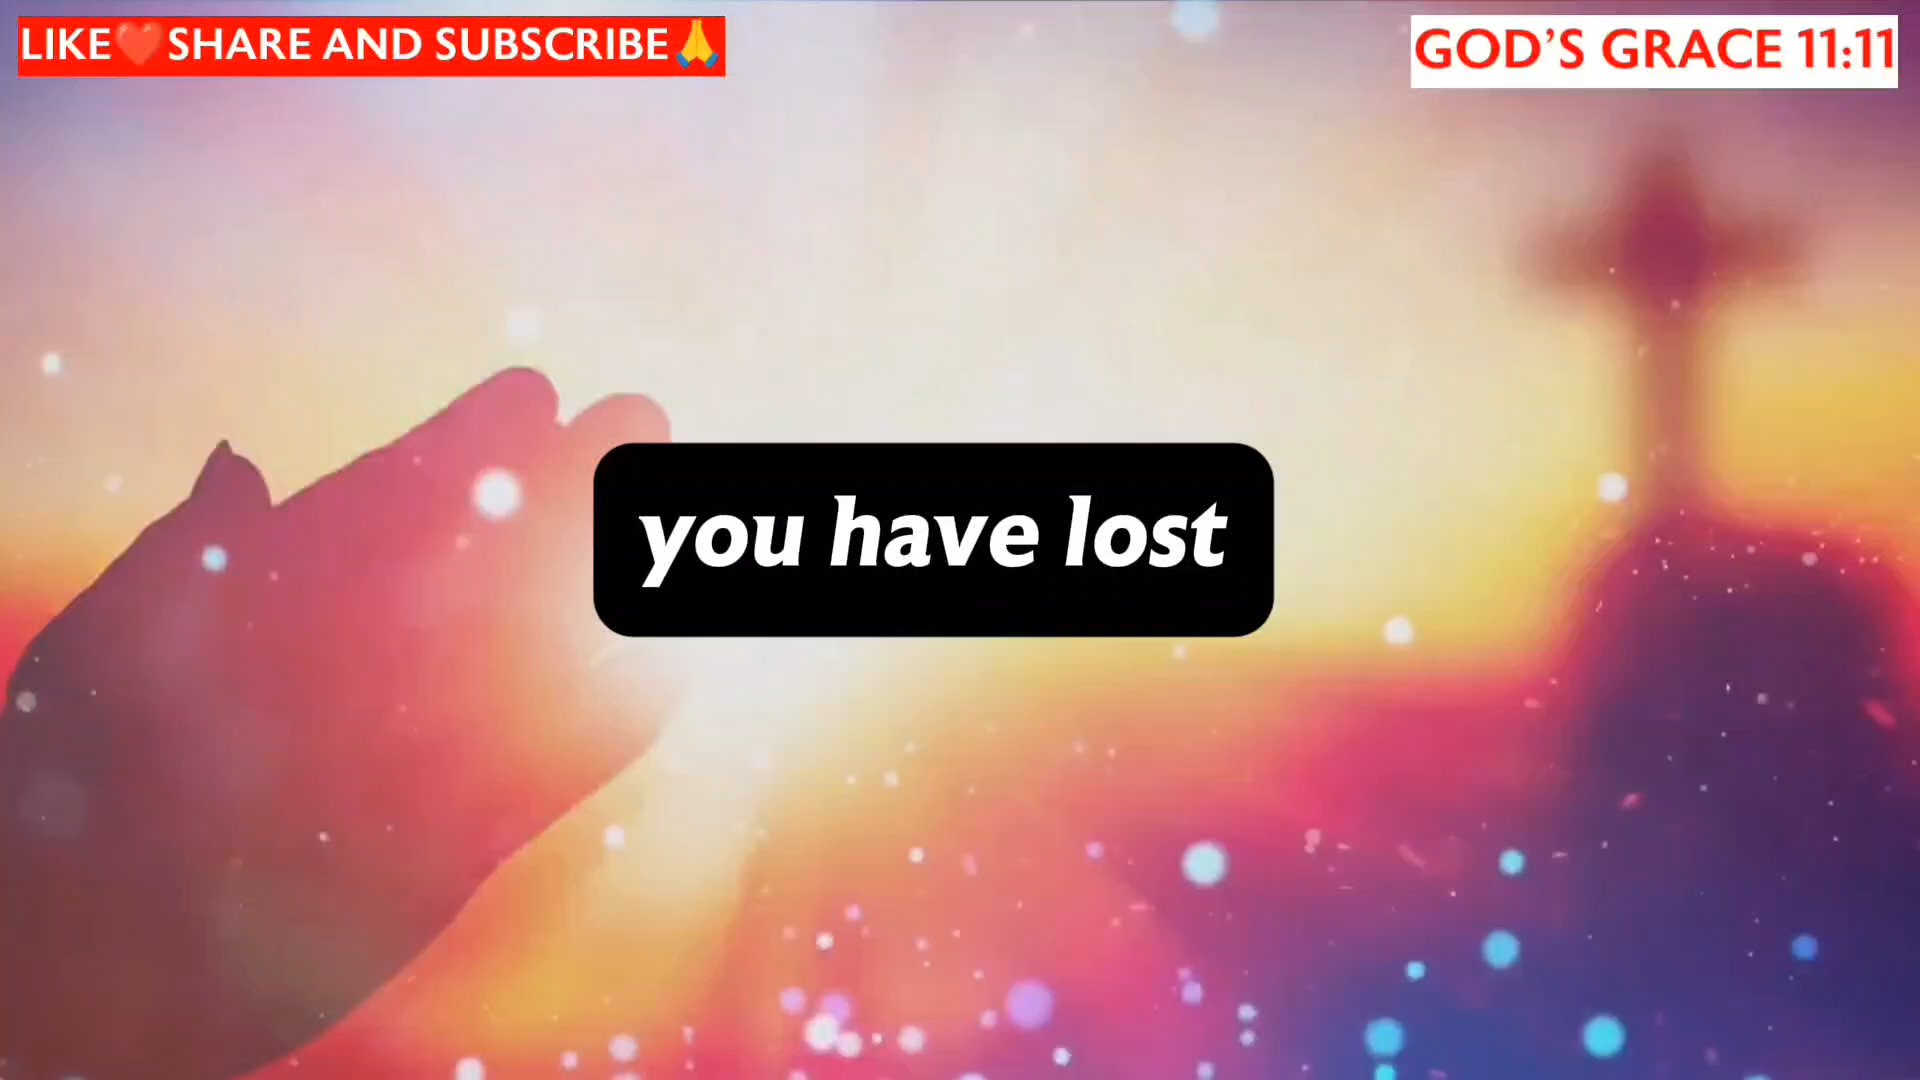 LIKE❤️SHARE AND SUBSCRIBE🙏
GOD’S GRACE 11:11
you have lost